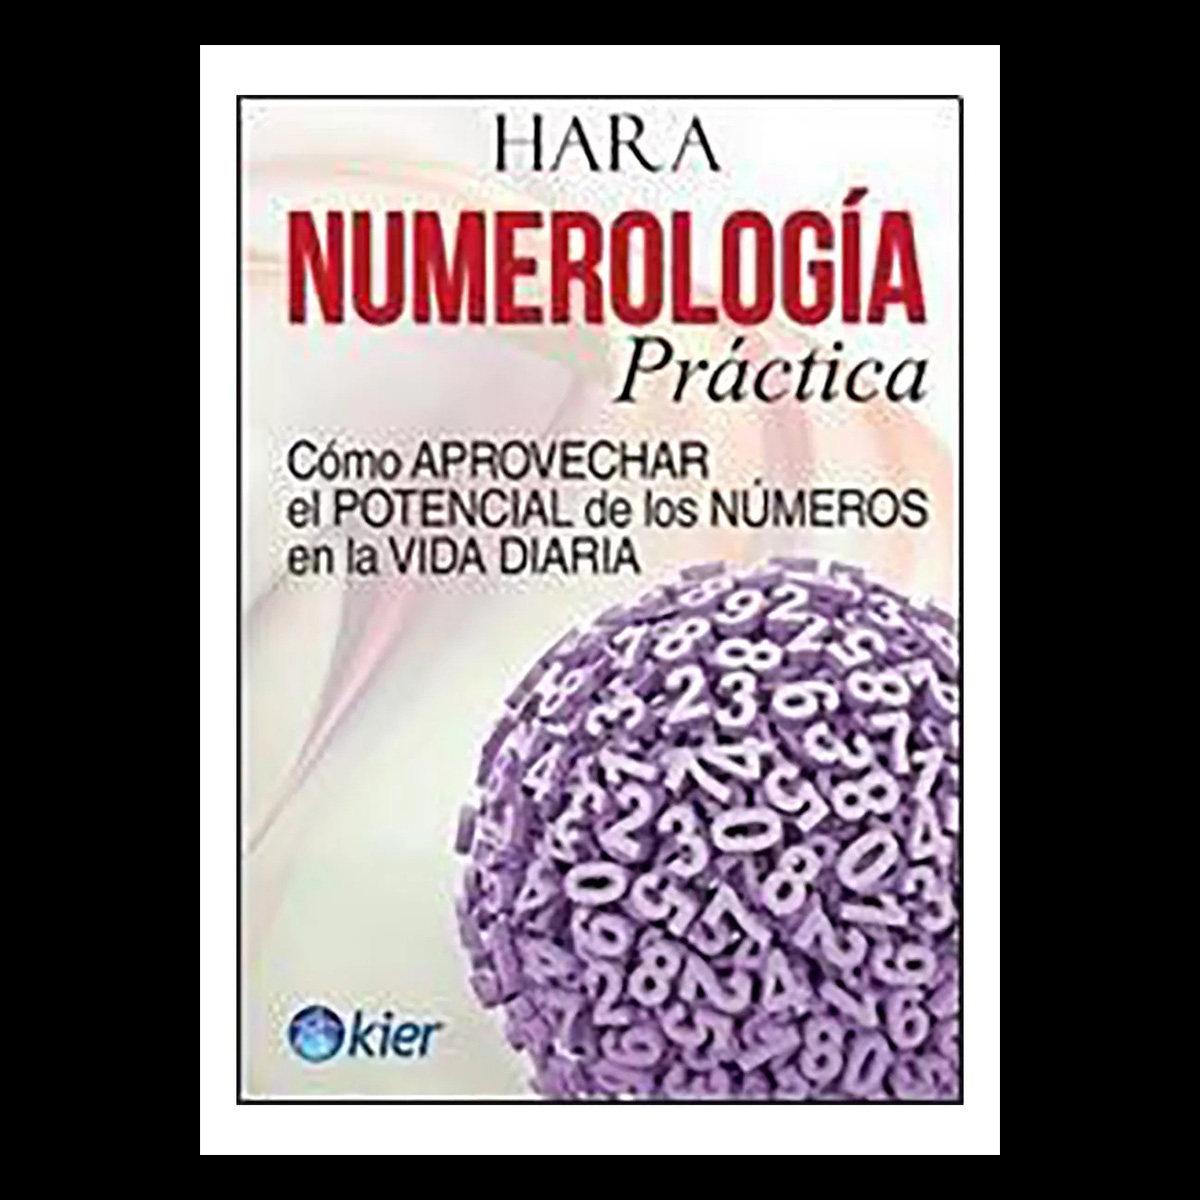 HARA
NUMEROLOGÍA
Práctica
Cómo APROVECHAR
el POTENCIAL de los NÚMEROS
en la VIDA DIARIA
kier